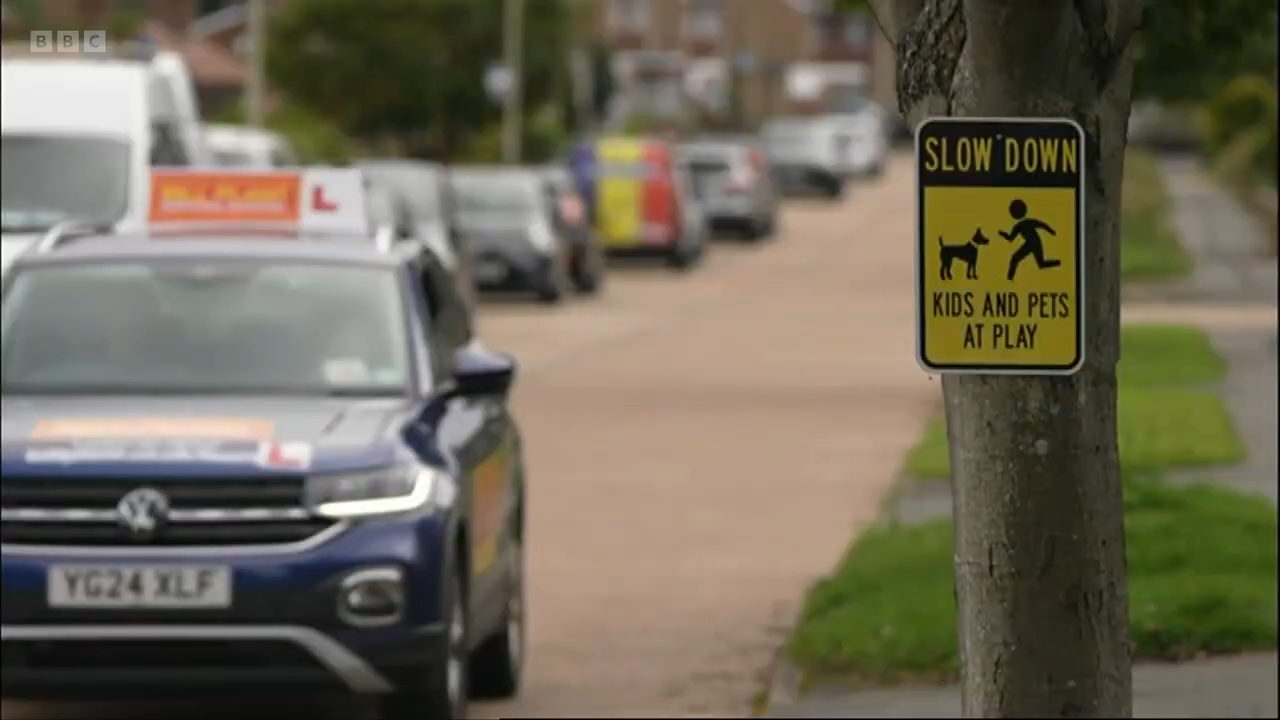 BBC
L
L
YG24 XLF
SLOW DOWN
KIDS AND PETS
AT PLAY